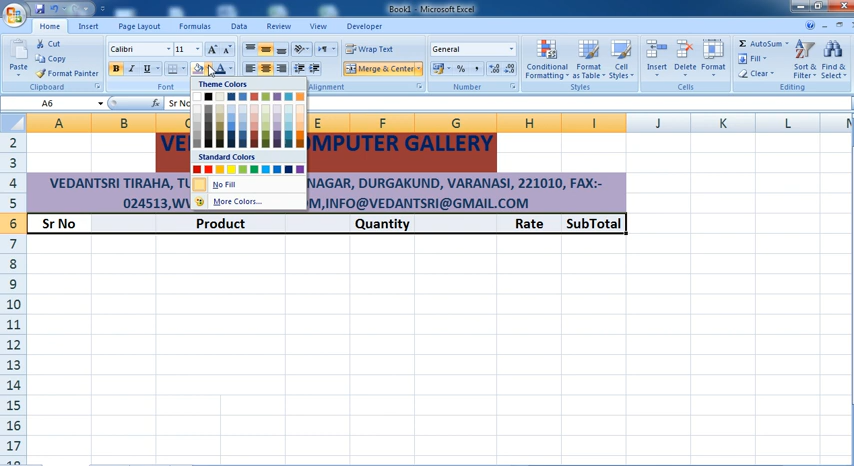 Book1 - Microsoft Excel
Home Insert Page Layout Formulas Data Review View Developer
Cut
Copy
Format Painter
Paste
Clipboard
Calibri 11
B I U
Font
Wrap Text
Merge & Center
Alignment
General
Number
Conditional Formatting
Format as Table
Cell Styles
Styles
Insert Delete Format
Cells
AutoSum
Fill
Clear
Sort & Filter
Find & Select
Editing
A6 fx Sr No
Theme Colors
Standard Colors
No Fill
More Colors...
A B E F G H I J K L
2 COMPUTER GALLERY
3
4 VEDANTSRI TIRAHA, NAGAR, DURGAKUND, VARANASI, 221010, FAX:-
5 024513, INFO@VEDANTSRI@GMAIL.COM
6 Sr No Product Quantity Rate SubTotal
7
8
9
10
11
12
13
14
15
16
17